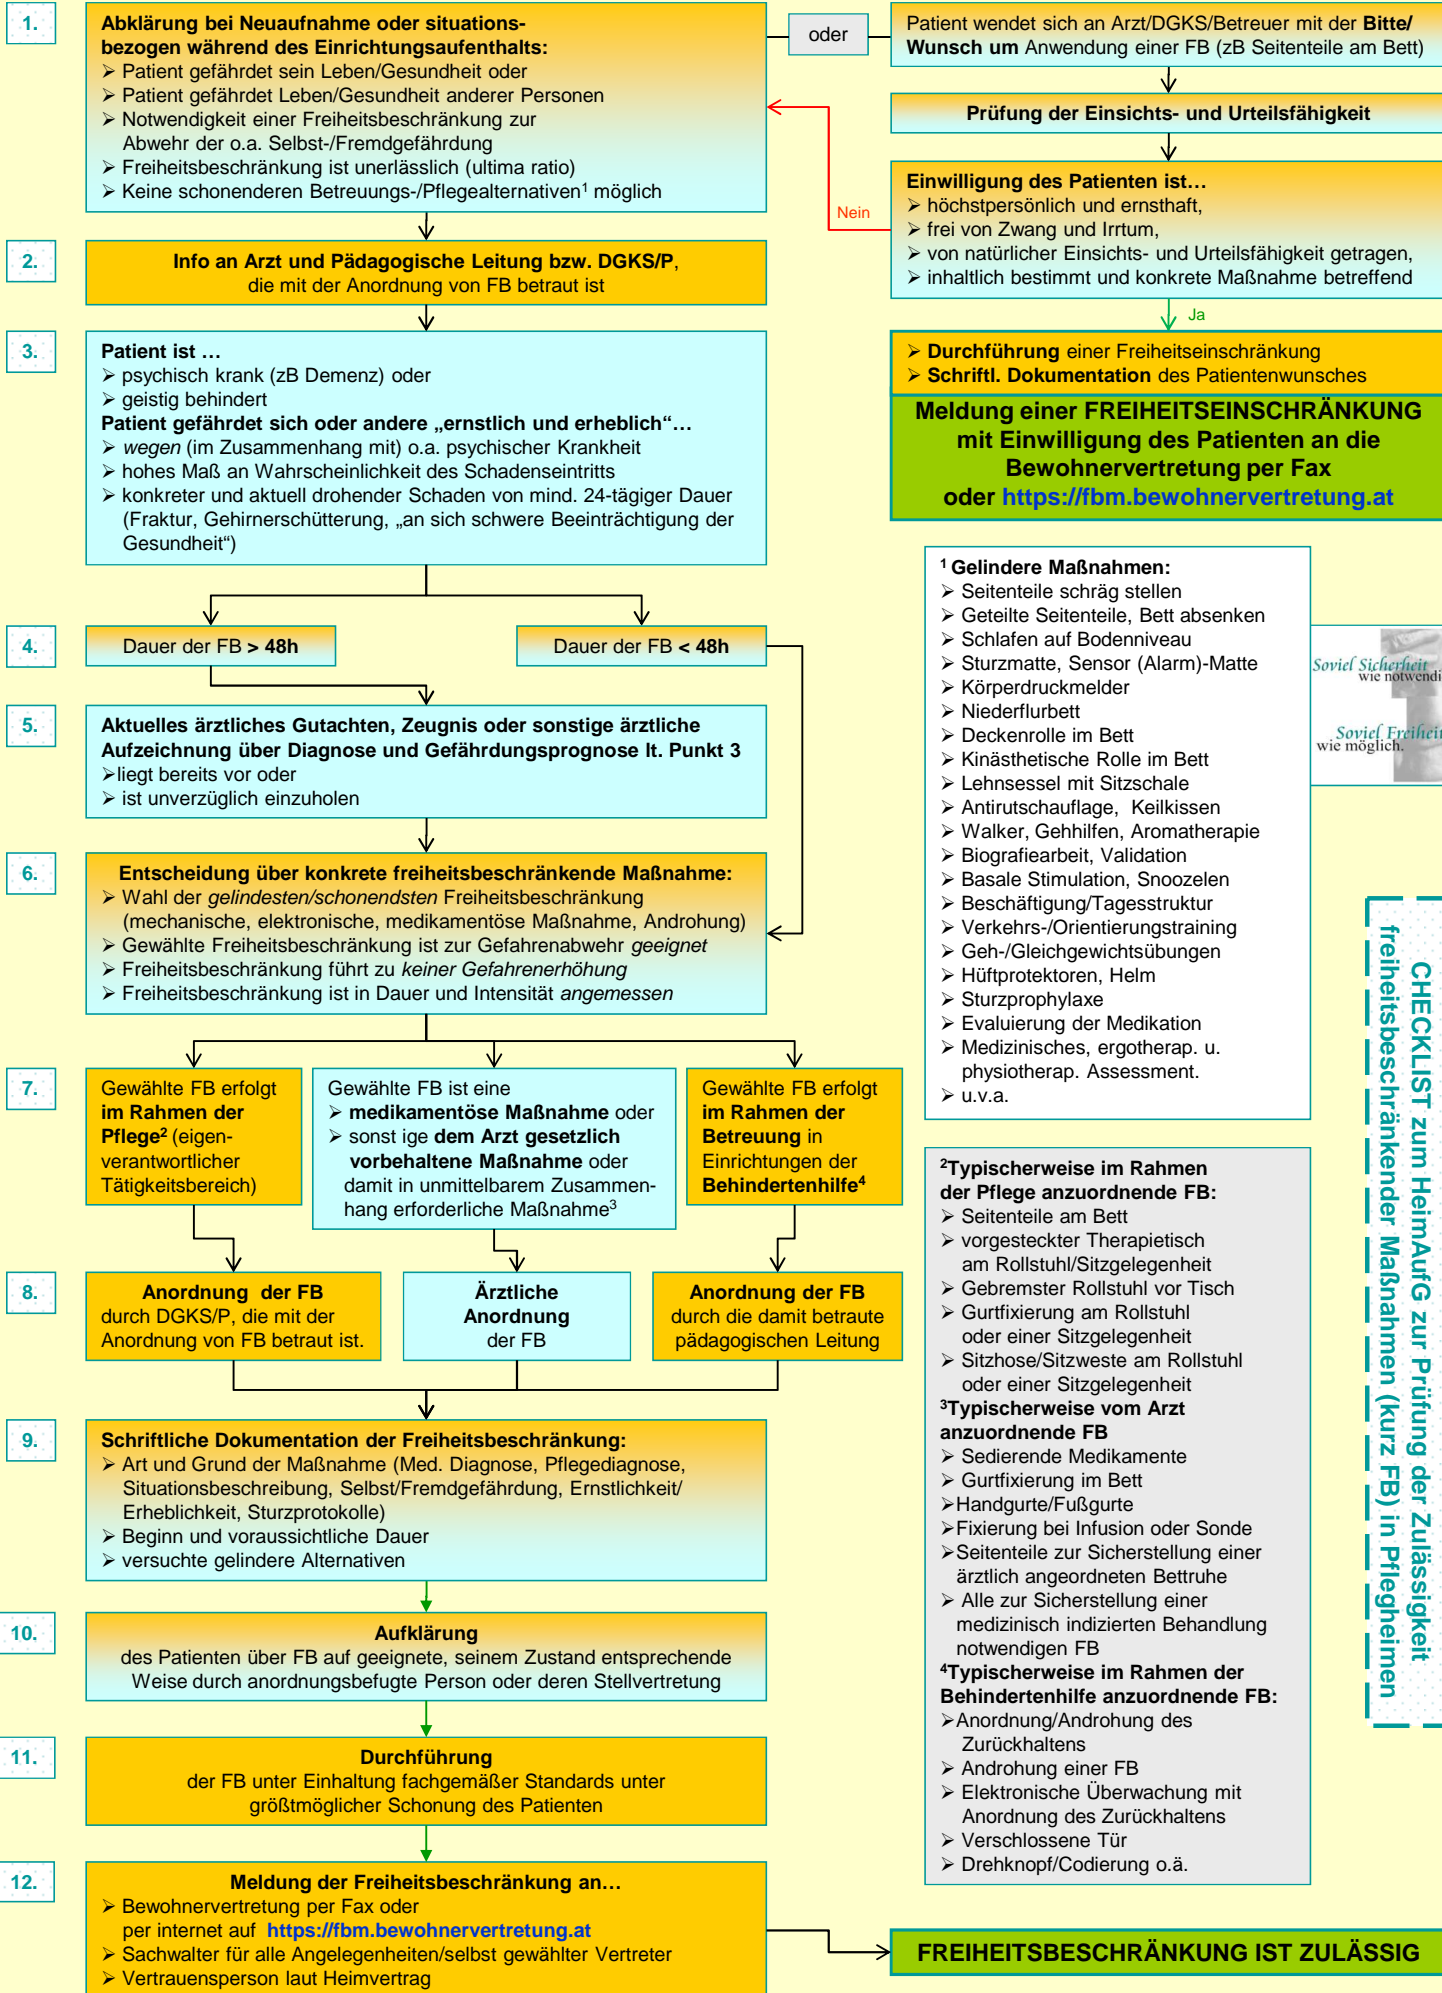 1.
Abklärung bei Neuaufnahme oder situations-
bezogen während des Einrichtungsaufenthalts:
➢ Patient gefährdet sein Leben/Gesundheit oder
➢ Patient gefährdet Leben/Gesundheit anderer Personen
➢ Notwendigkeit einer Freiheitsbeschränkung zur
Abwehr der o.a. Selbst-/Fremdgefährdung
➢ Freiheitsbeschränkung ist unerlässlich (ultima ratio)
➢ Keine schonenderen Betreuungs-/Pflegealternativen¹ möglich
oder
Patient wendet sich an Arzt/DGKS/Betreuer mit der Bitte/
Wunsch um Anwendung einer FB (zB Seitenteile am Bett)
Prüfung der Einsichts- und Urteilsfähigkeit
Einwilligung des Patienten ist…
➢ höchstpersönlich und ernsthaft,
➢ frei von Zwang und Irrtum,
➢ von natürlicher Einsichts- und Urteilsfähigkeit getragen,
➢ inhaltlich bestimmt und konkrete Maßnahme betreffend
Nein
Ja
➢ Durchführung einer Freiheitseinschränkung
➢ Schriftl. Dokumentation des Patientenwunsches
Meldung einer FREIHEITSEINSCHRÄNKUNG
mit Einwilligung des Patienten an die
Bewohnervertretung per Fax
oder https://fbm.bewohnervertretung.at
2.
Info an Arzt und Pädagogische Leitung bzw. DGKS/P,
die mit der Anordnung von FB betraut ist
3.
Patient ist …
➢ psychisch krank (zB Demenz) oder
➢ geistig behindert
Patient gefährdet sich oder andere „ernstlich und erheblich“…
➢ wegen (im Zusammenhang mit) o.a. psychischer Krankheit
➢ hohes Maß an Wahrscheinlichkeit des Schadenseintritts
➢ konkreter und aktuell drohender Schaden von mind. 24-tägiger Dauer
(Fraktur, Gehirnerschütterung, „an sich schwere Beeinträchtigung der
Gesundheit“)
4.
Dauer der FB > 48h
Dauer der FB < 48h
5.
Aktuelles ärztliches Gutachten, Zeugnis oder sonstige ärztliche
Aufzeichnung über Diagnose und Gefährdungsprognose lt. Punkt 3
➢liegt bereits vor oder
➢ ist unverzüglich einzuholen
6.
Entscheidung über konkrete freiheitsbeschränkende Maßnahme:
➢ Wahl der gelindesten/schonendsten Freiheitsbeschränkung
(mechanische, elektronische, medikamentöse Maßnahme, Androhung)
➢ Gewählte Freiheitsbeschränkung ist zur Gefahrenabwehr geeignet
➢ Freiheitsbeschränkung führt zu keiner Gefahrenerhöhung
➢ Freiheitsbeschränkung ist in Dauer und Intensität angemessen
7.
Gewählte FB erfolgt
im Rahmen der
Pflege² (eigen-
verantwortlicher
Tätigkeitsbereich)
Gewählte FB ist eine
➢ medikamentöse Maßnahme oder
➢ sonst ige dem Arzt gesetzlich
vorbehaltene Maßnahme oder
damit in unmittelbarem Zusammen-
hang erforderliche Maßnahme³
Gewählte FB erfolgt
im Rahmen der
Betreuung in
Einrichtungen der
Behindertenhilfe⁴
8.
Anordnung der FB
durch DGKS/P, die mit der
Anordnung von FB betraut ist.
Ärztliche
Anordnung
der FB
Anordnung der FB
durch die damit betraute
pädagogischen Leitung
9.
Schriftliche Dokumentation der Freiheitsbeschränkung:
➢ Art und Grund der Maßnahme (Med. Diagnose, Pflegediagnose,
Situationsbeschreibung, Selbst/Fremdgefährdung, Ernstlichkeit/
Erheblichkeit, Sturzprotokolle)
➢ Beginn und voraussichtliche Dauer
➢ versuchte gelindere Alternativen
10.
Aufklärung
des Patienten über FB auf geeignete, seinem Zustand entsprechende
Weise durch anordnungsbefugte Person oder deren Stellvertretung
11.
Durchführung
der FB unter Einhaltung fachgemäßer Standards unter
größtmöglicher Schonung des Patienten
12.
Meldung der Freiheitsbeschränkung an…
➢ Bewohnervertretung per Fax oder
per internet auf https://fbm.bewohnervertretung.at
➢ Sachwalter für alle Angelegenheiten/selbst gewählter Vertreter
➢ Vertrauensperson laut Heimvertrag
FREIHEITSBESCHRÄNKUNG IST ZULÄSSIG
¹ Gelindere Maßnahmen:
➢ Seitenteile schräg stellen
➢ Geteilte Seitenteile, Bett absenken
➢ Schlafen auf Bodenniveau
➢ Sturzmatte, Sensor (Alarm)-Matte
➢ Körperdruckmelder
➢ Niederflurbett
➢ Deckenrolle im Bett
➢ Kinästhetische Rolle im Bett
➢ Lehnsessel mit Sitzschale
➢ Antirutschauflage, Keilkissen
➢ Walker, Gehhilfen, Aromatherapie
➢ Biografiearbeit, Validation
➢ Basale Stimulation, Snoozelen
➢ Beschäftigung/Tagesstruktur
➢ Verkehrs-/Orientierungstraining
➢ Geh-/Gleichgewichtsübungen
➢ Hüftprotektoren, Helm
➢ Sturzprophylaxe
➢ Evaluierung der Medikation
➢ Medizinisches, ergotherap. u.
physiotherap. Assessment.
➢ u.v.a.
Soviel Sicherheit
wie notwendi
Soviel Freihei
wie möglich.
²Typischerweise im Rahmen
der Pflege anzuordnende FB:
➢ Seitenteile am Bett
➢ vorgesteckter Therapietisch
am Rollstuhl/Sitzgelegenheit
➢ Gebremster Rollstuhl vor Tisch
➢ Gurtfixierung am Rollstuhl
oder einer Sitzgelegenheit
➢ Sitzhose/Sitzweste am Rollstuhl
oder einer Sitzgelegenheit
³Typischerweise vom Arzt
anzuordnende FB
➢ Sedierende Medikamente
➢ Gurtfixierung im Bett
➢Handgurte/Fußgurte
➢Fixierung bei Infusion oder Sonde
➢Seitenteile zur Sicherstellung einer
ärztlich angeordneten Bettruhe
➢ Alle zur Sicherstellung einer
medizinisch indizierten Behandlung
notwendigen FB
⁴Typischerweise im Rahmen der
Behindertenhilfe anzuordnende FB:
➢Anordnung/Androhung des
Zurückhaltens
➢ Androhung einer FB
➢ Elektronische Überwachung mit
Anordnung des Zurückhaltens
➢ Verschlossene Tür
➢ Drehknopf/Codierung o.ä.
CHECKLIST zum HeimAufG zur Prüfung der Zulässigkeit
freiheitsbeschränkender Maßnahmen (kurz FB) in Pflegheimen